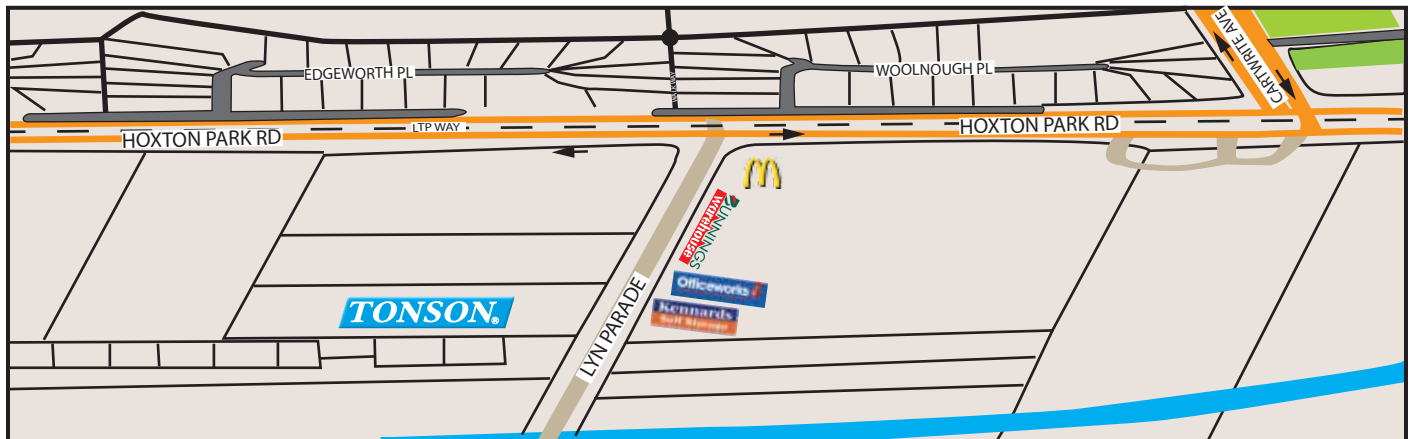 CARTWRITE AVE
EDGEWORTH PL
WOOLNOUGH PL
HOXTON PARK RD
LTP WAY
HOXTON PARK RD
BUNNINGS
warehouse
Officeworks
Kennards
Self Storage
TONSON.
LYN PARADE